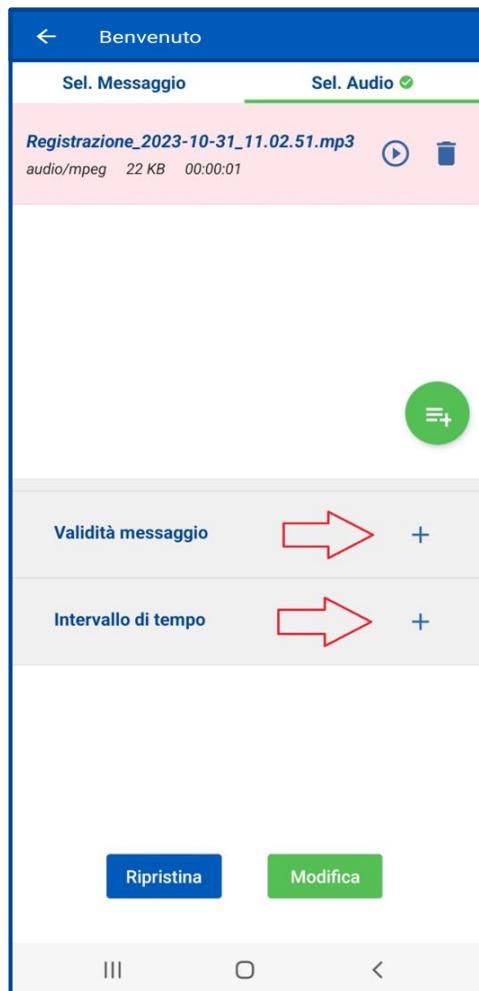 Benvenuto
Sel. Messaggio Sel. Audio
Registrazione_2023-10-31_11.02.51.mp3
audio/mpeg 22 KB 00:00:01
Validità messaggio
Intervallo di tempo
Ripristina Modifica